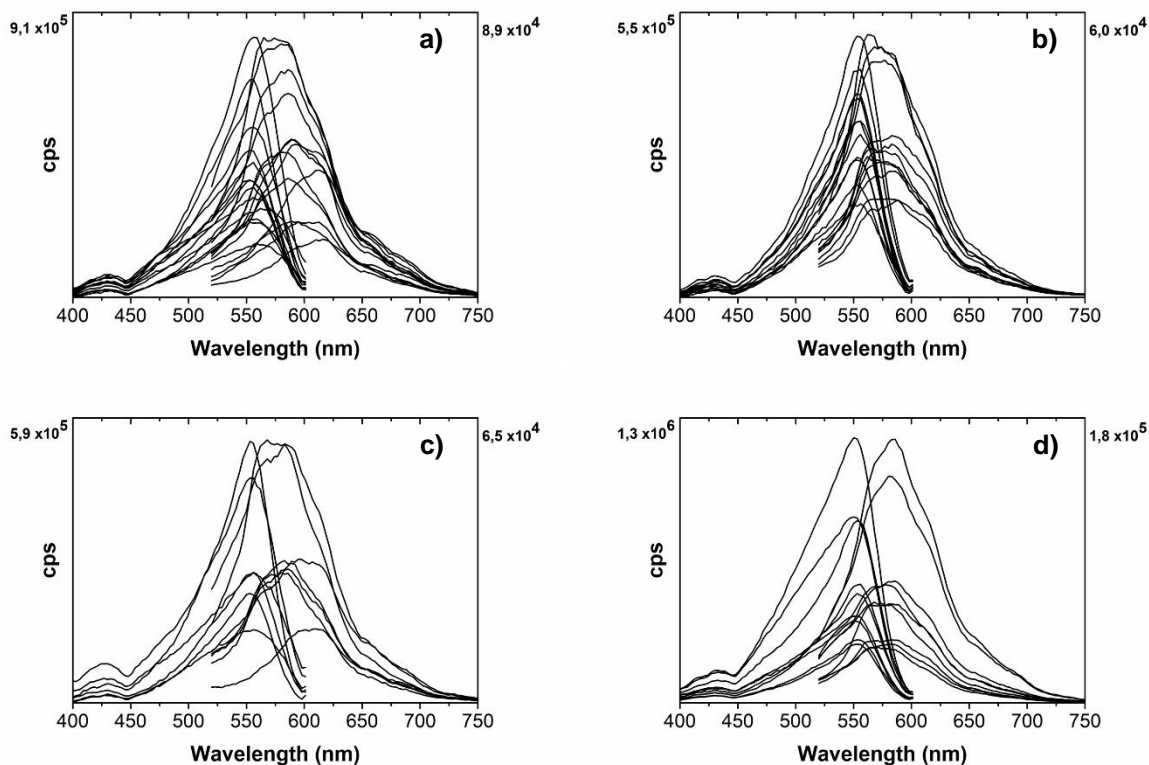 9,1 x10⁵
a)
8,9 x10⁴
cps
400 450 500 550 600 650 700 750
Wavelength (nm)
5,5 x10⁵
b)
6,0 x10⁴
cps
400 450 500 550 600 650 700 750
Wavelength (nm)
5,9 x10⁵
c)
6,5 x10⁴
cps
400 450 500 550 600 650 700 750
Wavelength (nm)
1,3 x10⁶
d)
1,8 x10⁵
cps
400 450 500 550 600 650 700 750
Wavelength (nm)